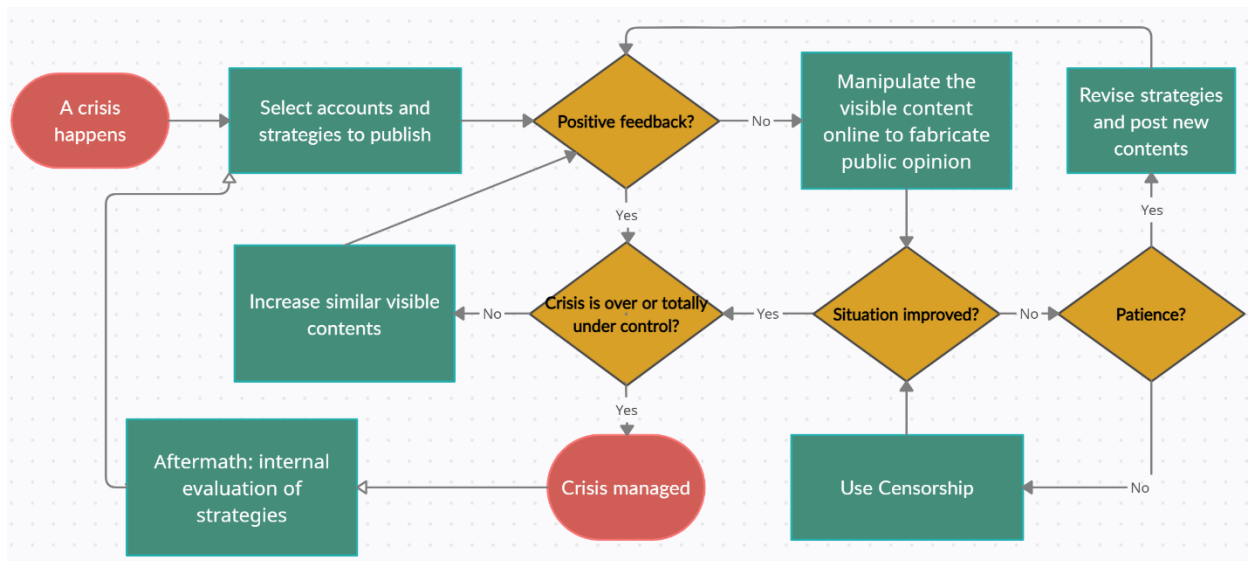 A crisis
happens
Select accounts and
strategies to publish
Positive feedback?
No
Manipulate the
visible content
online to fabricate
public opinion
Revise strategies
and post new
contents
Yes
Yes
Increase similar visible
contents
No
Crisis is over or totally
under control?
Yes
Situation improved?
No
Patience?
Yes
Aftermath: internal
evaluation of
strategies
Crisis managed
Use Censorship
No